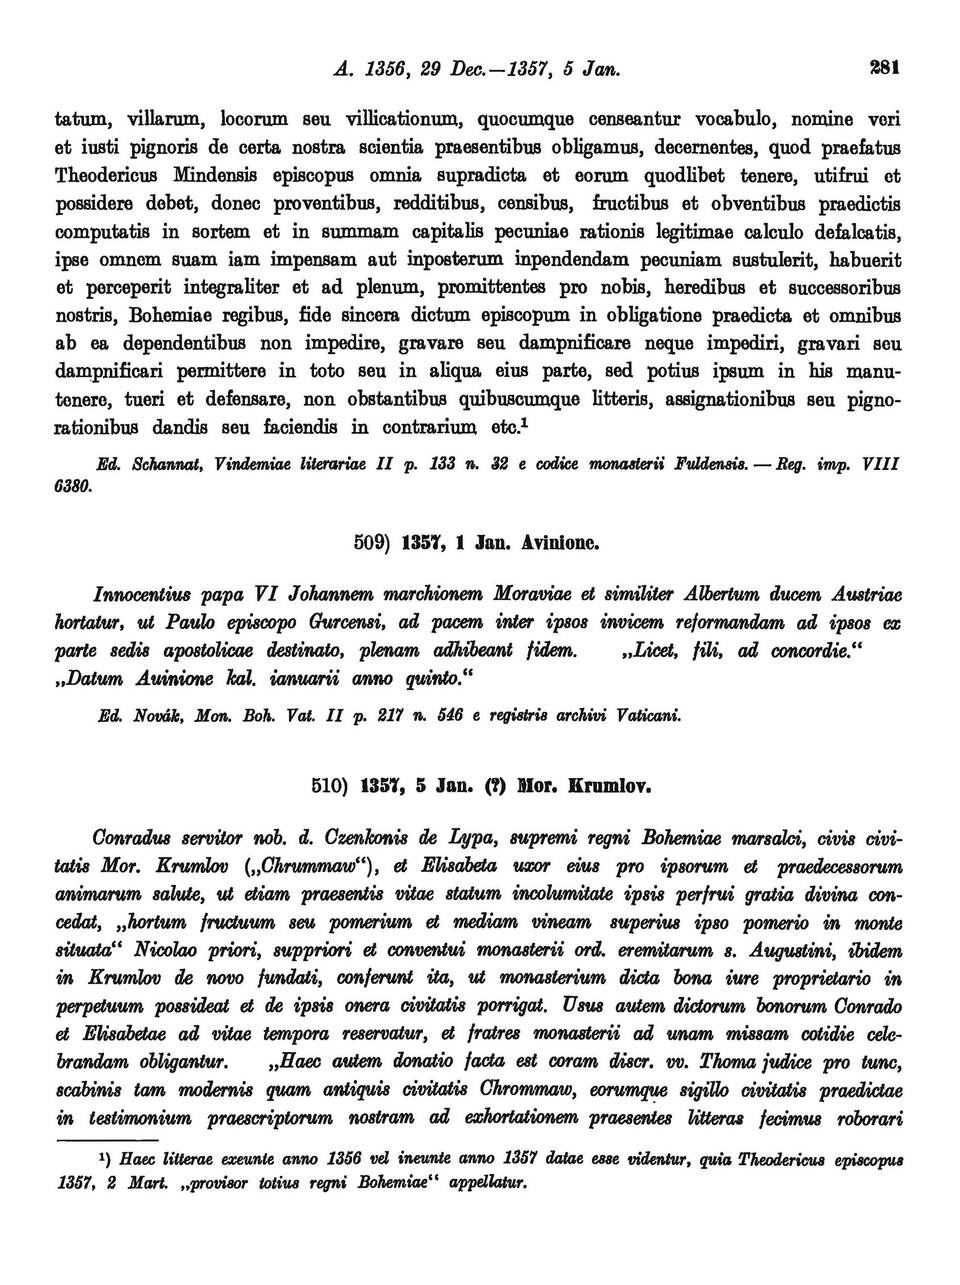 A. 1356, 29 Dec.—1357, 5 Jan.
281
tatum, villarum, locorum seu villicationum, quocumque censeantur vocabulo, nomine veri
et iusti pignoris de certa nostra scientia praesentibus obligamus, decernentes, quod praefatus
Theodericus Mindensis episcopus omnia supradicta et eorum quodlibet tenere, utifrui et
possidere debet, donec proventibus, redditibus, censibus, fructibus et obventibus praedictis
computatis in sortem et in summam capitalis pecuniae rationis legitimae calculo defalcatis,
ipse omnem suam iam impensam aut inposterum inpendendam pecuniam sustulerit, habuerit
et perceperit integraliter et ad plenum, promittentes pro nobis, heredibus et successoribus
nostris, Bohemiae regibus, fide sincera dictum episcopum in obligatione praedicta et omnibus
ab ea dependentibus non impedire, gravare seu dampnificare neque impediri, gravari seu
dampnificari permittere in toto seu in aliqua eius parte, sed potius ipsum in his manu-
tenere, tueri et defensare, non obstantibus quibuscumque litteris, assignationibus seu pigno-
rationibus dandis seu faciendis in contrarium etc.¹
Ed. Schannat, Vindemiae literariae II p. 133 n. 32 e codice monasterii Fuldensis. — Reg. imp. VIII
6380.
509) 1357, 1 Jan. Avinione.
Innocentius papa VI Johannem marchionem Moraviae et similiter Albertum ducem Austriae
hortatur, ut Paulo episcopo Gurcensi, ad pacem inter ipsos invicem reformandam ad ipsos ex
parte sedis apostolicae destinato, plenam adhibeant fidem. „Licet, fili, ad concordie.“
„Datum Auinione kal. ianuarii anno quinto.“
Ed. Novák, Mon. Boh. Vat. II p. 217 n. 546 e registris archivi Vaticani.
510) 1357, 5 Jan. (?) Mor. Krumlov.
Conradus servitor nob. d. Czenkonis de Lypa, supremi regni Bohemiae marsalci, civis civi-
tatis Mor. Krumlov („Chrummaw“), et Elisabeta uxor eius pro ipsorum et praedecessorum
animarum salute, ut etiam praesentis vitae statum incolumitate ipsis perfrui gratia divina con-
cedat, „hortum fructuum seu pomerium et mediam vineam superius ipso pomerio in monte
situata“ Nicolao priori, suppriori et conventui monasterii ord. eremitarum s. Augustini, ibidem
in Krumlov de novo fundati, conferunt ita, ut monasterium dicta bona iure proprietario in
perpetuum possideat et de ipsis onera civitatis porrigat. Usus autem dictorum bonorum Conrado
et Elisabetae ad vitae tempora reservatur, et fratres monasterii ad unam missam cotidie cele-
brandam obligantur. „Haec autem donatio facta est coram discr. vv. Thoma judice pro tunc,
scabinis tam modernis quam antiquis civitatis Chrommaw, eorumque sigillo civitatis praedictae
in testimonium praescriptorum nostram ad exhortationem praesentes litteras fecimus roborari
¹) Haec litterae exeunte anno 1356 vel ineunte anno 1357 datae esse videntur, quia Theodericus episcopus
1357, 2 Mart. „provisor totius regni Bohemiae“ appellatur.